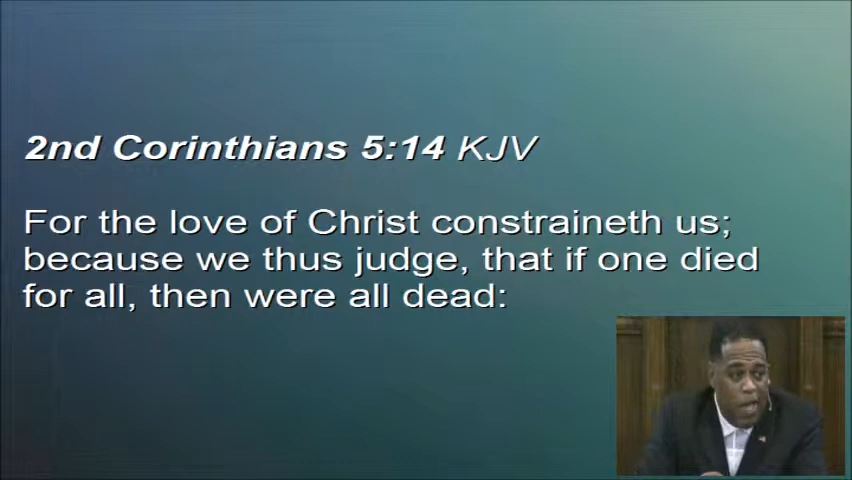 2nd Corinthians 5:14 KJV
For the love of Christ constraineth us;
because we thus judge, that if one died
for all, then were all dead: